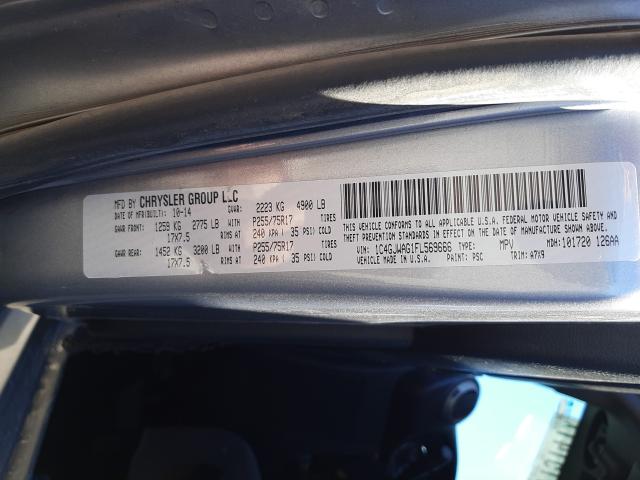 MFD BY CHRYSLER GROUP LLC
DATE OF MFR(BUILT): 10-14 GVWR: 2223 KG 4900 LB
GAWR FRONT: 1259 KG 2775 LB WITH P255/75R17 TIRES
17X7.5 RIMS AT 240 KPA ( 35 PSI) COLD
GAWR REAR: 1452 KG 3200 LB WITH P255/75R17 TIRES
17X7.5 RIMS AT 240 KPA ( 35 PSI) COLD
THIS VEHICLE CONFORMS TO ALL APPLICABLE U.S.A. FEDERAL MOTOR VEHICLE SAFETY AND
THEFT PREVENTION STANDARDS IN EFFECT ON THE DATE OF MANUFACTURE SHOWN ABOVE.
VIN: 1C4GJWAG1FL569666 TYPE: MPV MDH: 101720 126AA
VEHICLE MADE IN U.S.A. PAINT: PSC TRIM: A7X9